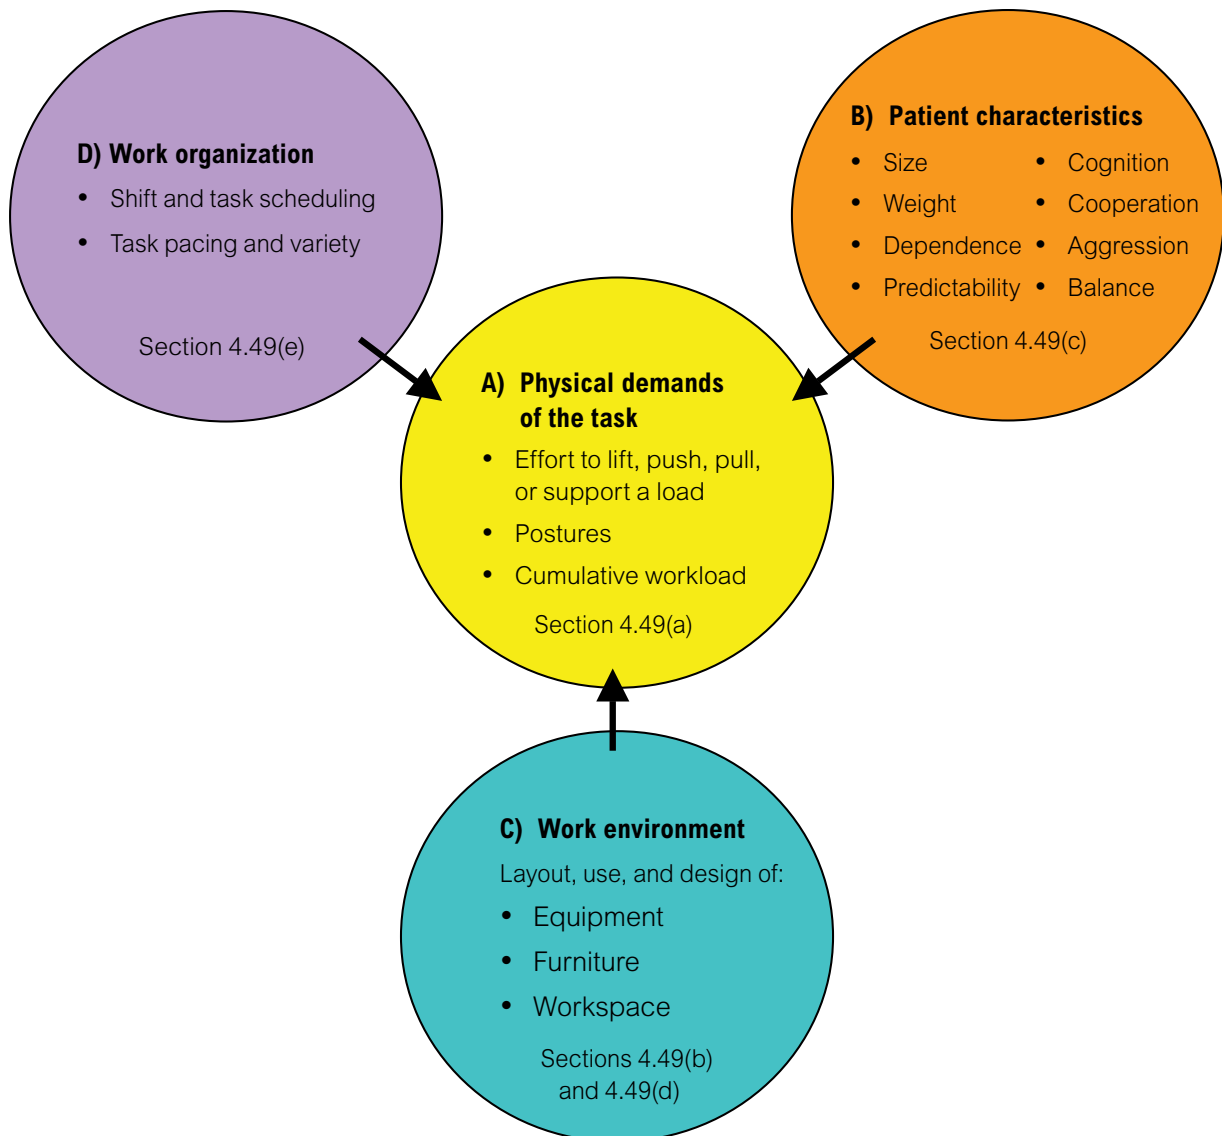 D) Work organization
• Shift and task scheduling
• Task pacing and variety
Section 4.49(e)
B) Patient characteristics
• Size
• Weight
• Dependence
• Predictability
• Cognition
• Cooperation
• Aggression
• Balance
Section 4.49(c)
A) Physical demands
of the task
• Effort to lift, push, pull,
or support a load
• Postures
• Cumulative workload
Section 4.49(a)
C) Work environment
Layout, use, and design of:
• Equipment
• Furniture
• Workspace
Sections 4.49(b)
and 4.49(d)